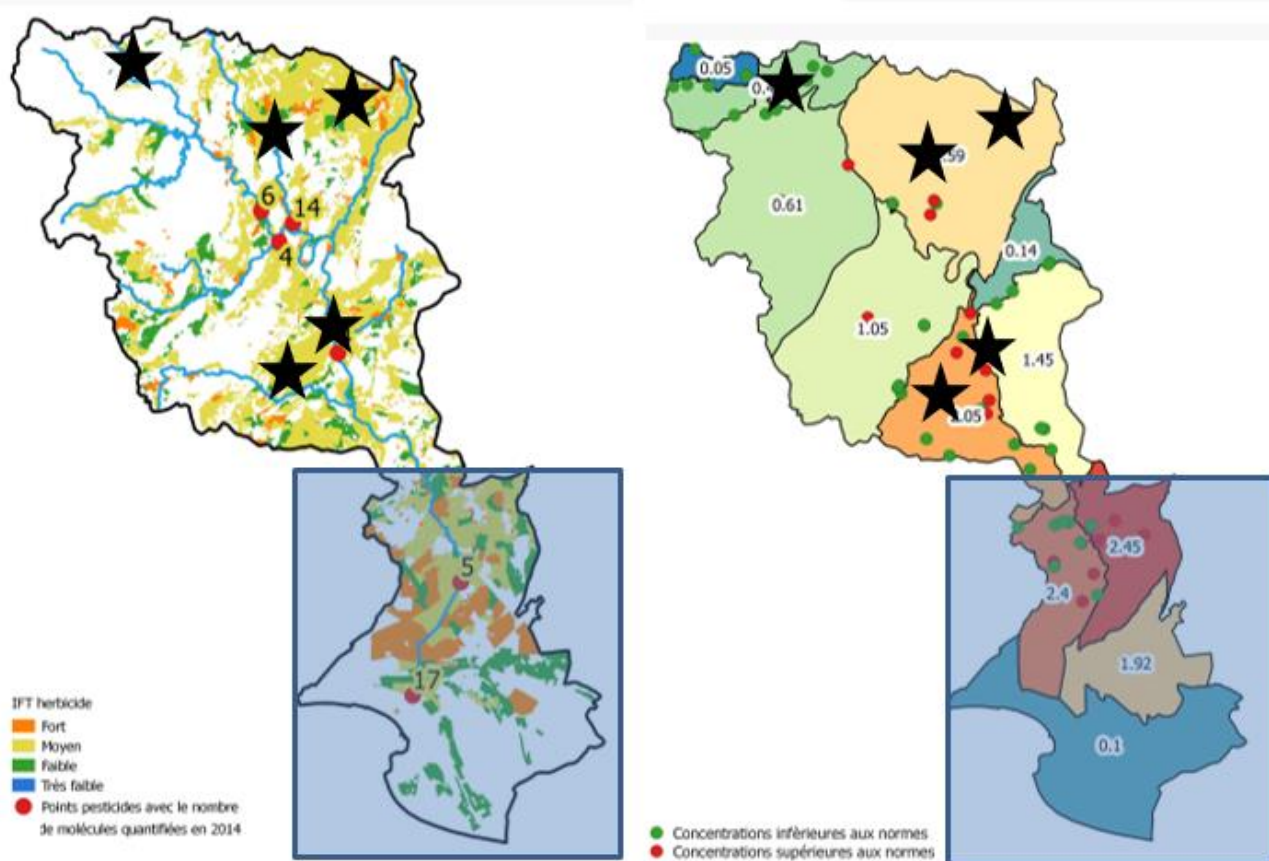 6
14
4
5
17
IFT herbicide
Fort
Moyen
Faible
Très faible
Points pesticides avec le nombre
de molécules quantifiées en 2014
0.05
0.61
0.14
1.05
1.45
2.45
2.4
1.92
0.1
Concentrations infèrieures aux normes
Concentrations supérieures aux normes